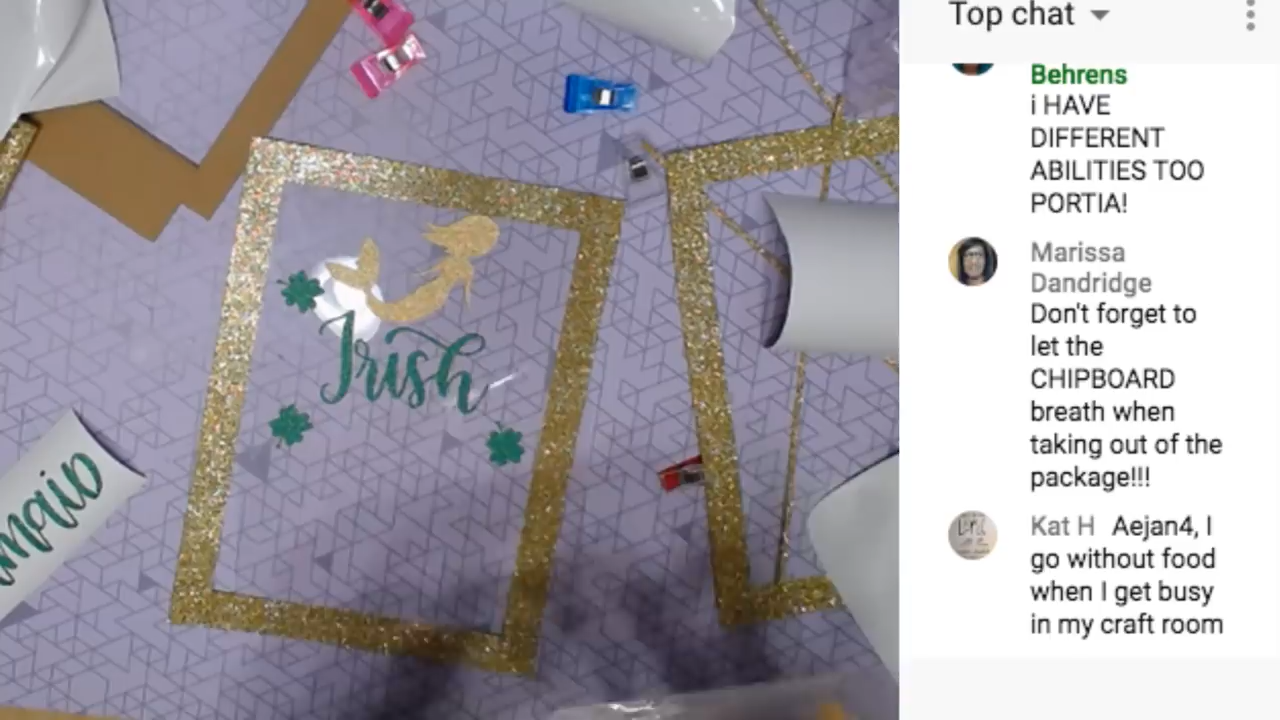 Top chat
Behrens
i HAVE
DIFFERENT
ABILITIES TOO
PORTIA!
Marissa
Dandridge
Don't forget to
let the
CHIPBOARD
breath when
taking out of the
package!!!
Kat H Aejan4, I
go without food
when I get busy
in my craft room
Irish